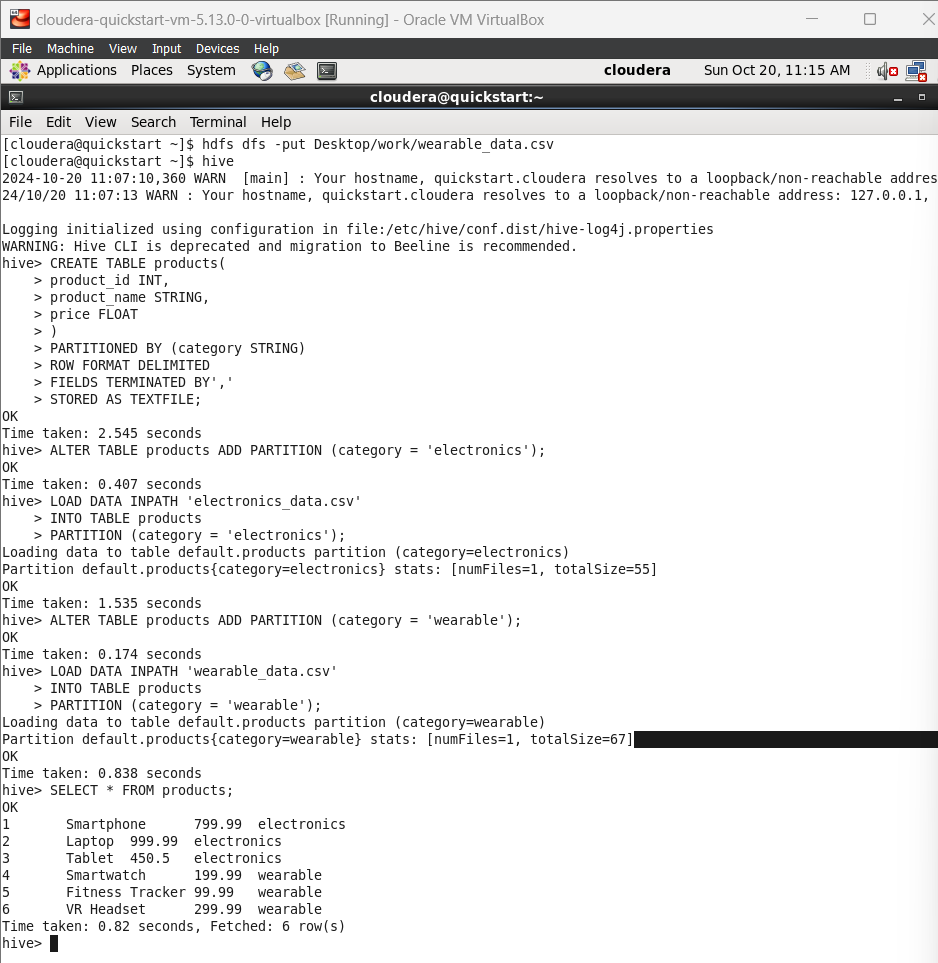 cloudera-quickstart-vm-5.13.0-0-virtualbox [Running] - Oracle VM VirtualBox
File Machine View Input Devices Help
Applications Places System cloudera Sun Oct 20, 11:15 AM
cloudera@quickstart:~
File Edit View Search Terminal Help
[cloudera@quickstart ~]$ hdfs dfs -put Desktop/work/wearable_data.csv
[cloudera@quickstart ~]$ hive
2024-10-20 11:07:10,360 WARN  [main] : Your hostname, quickstart.cloudera resolves to a loopback/non-reachable addres
24/10/20 11:07:13 WARN : Your hostname, quickstart.cloudera resolves to a loopback/non-reachable address: 127.0.0.1,
Logging initialized using configuration in file:/etc/hive/conf.dist/hive-log4j.properties
WARNING: Hive CLI is deprecated and migration to Beeline is recommended.
hive> CREATE TABLE products(
    > product_id INT,
    > product_name STRING,
    > price FLOAT
    > )
    > PARTITIONED BY (category STRING)
    > ROW FORMAT DELIMITED
    > FIELDS TERMINATED BY','
    > STORED AS TEXTFILE;
OK
Time taken: 2.545 seconds
hive> ALTER TABLE products ADD PARTITION (category = 'electronics');
OK
Time taken: 0.407 seconds
hive> LOAD DATA INPATH 'electronics_data.csv'
    > INTO TABLE products
    > PARTITION (category = 'electronics');
Loading data to table default.products partition (category=electronics)
Partition default.products{category=electronics} stats: [numFiles=1, totalSize=55]
OK
Time taken: 1.535 seconds
hive> ALTER TABLE products ADD PARTITION (category = 'wearable');
OK
Time taken: 0.174 seconds
hive> LOAD DATA INPATH 'wearable_data.csv'
    > INTO TABLE products
    > PARTITION (category = 'wearable');
Loading data to table default.products partition (category=wearable)
Partition default.products{category=wearable} stats: [numFiles=1, totalSize=67]
OK
Time taken: 0.838 seconds
hive> SELECT * FROM products;
OK
1       Smartphone      799.99  electronics
2       Laptop  999.99  electronics
3       Tablet  450.5   electronics
4       Smartwatch      199.99  wearable
5       Fitness Tracker 99.99   wearable
6       VR Headset      299.99  wearable
Time taken: 0.82 seconds, Fetched: 6 row(s)
hive>